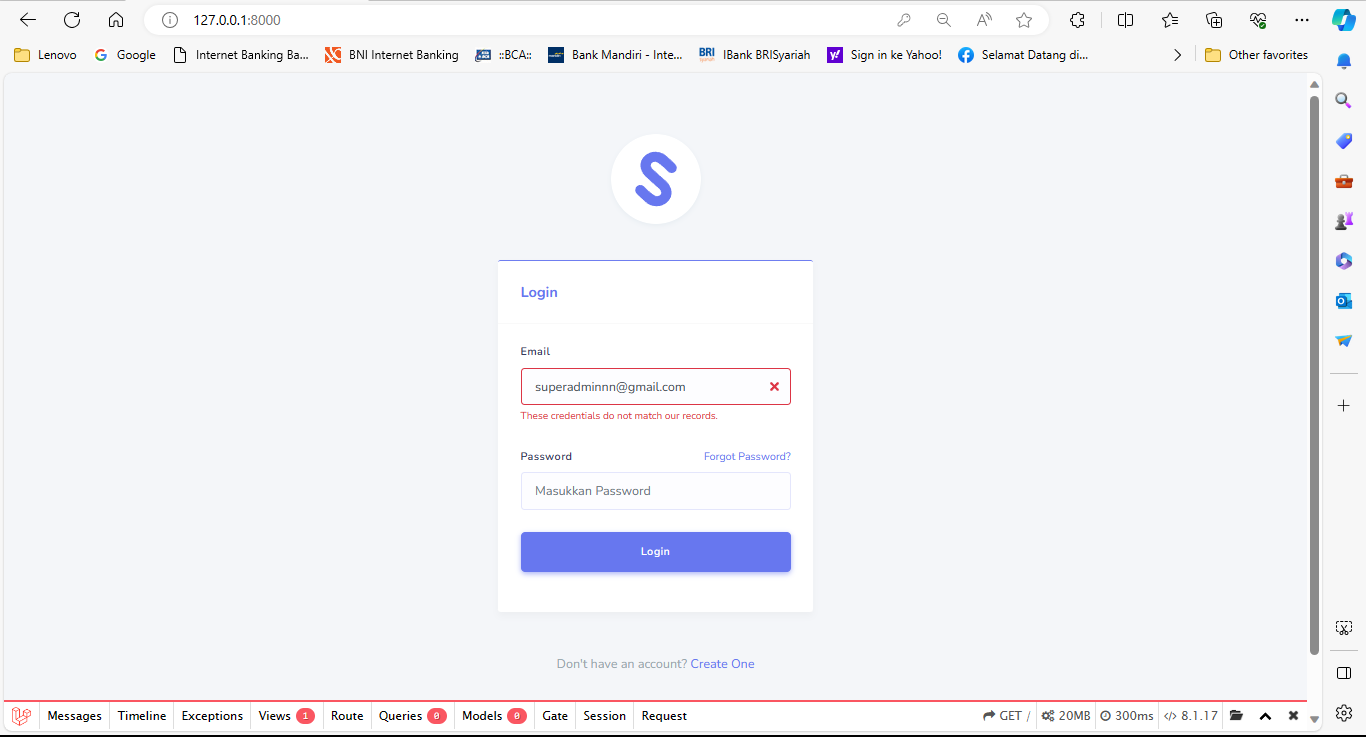 127.0.0.1:8000
Lenovo Google Internet Banking Ba... BNI Internet Banking ::BCA:: Bank Mandiri - Inte... BRI IBank BRISyariah Sign in ke Yahoo! Selamat Datang di... Other favorites
S
Login
Email
superadminnn@gmail.com
These credentials do not match our records.
Password Forgot Password?
Masukkan Password
Login
Don't have an account? Create One
Messages Timeline Exceptions Views 1 Route Queries 0 Models 0 Gate Session Request GET / 20MB 300ms 8.1.17